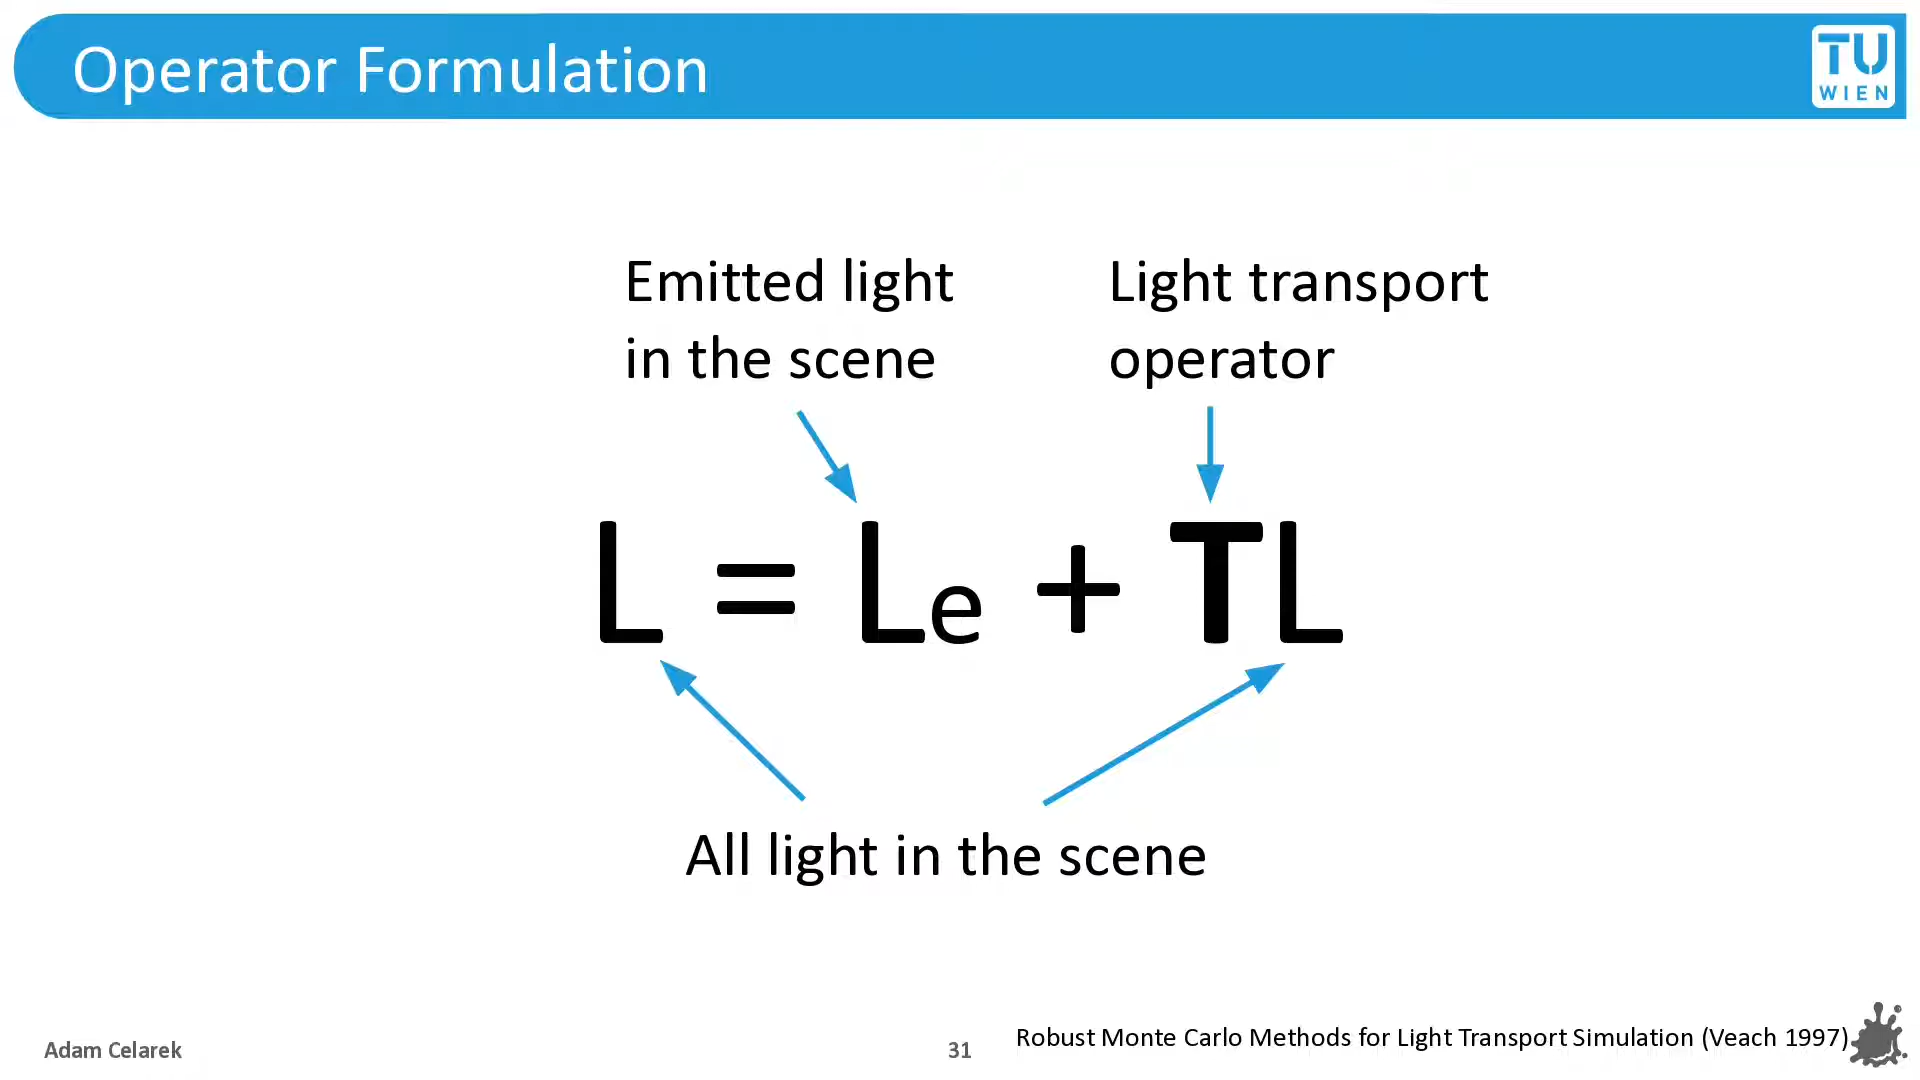 Operator Formulation
TU
WIEN
Emitted light
in the scene
Light transport
operator
L = Le + TL
All light in the scene
Adam Celarek
31
Robust Monte Carlo Methods for Light Transport Simulation (Veach 1997)